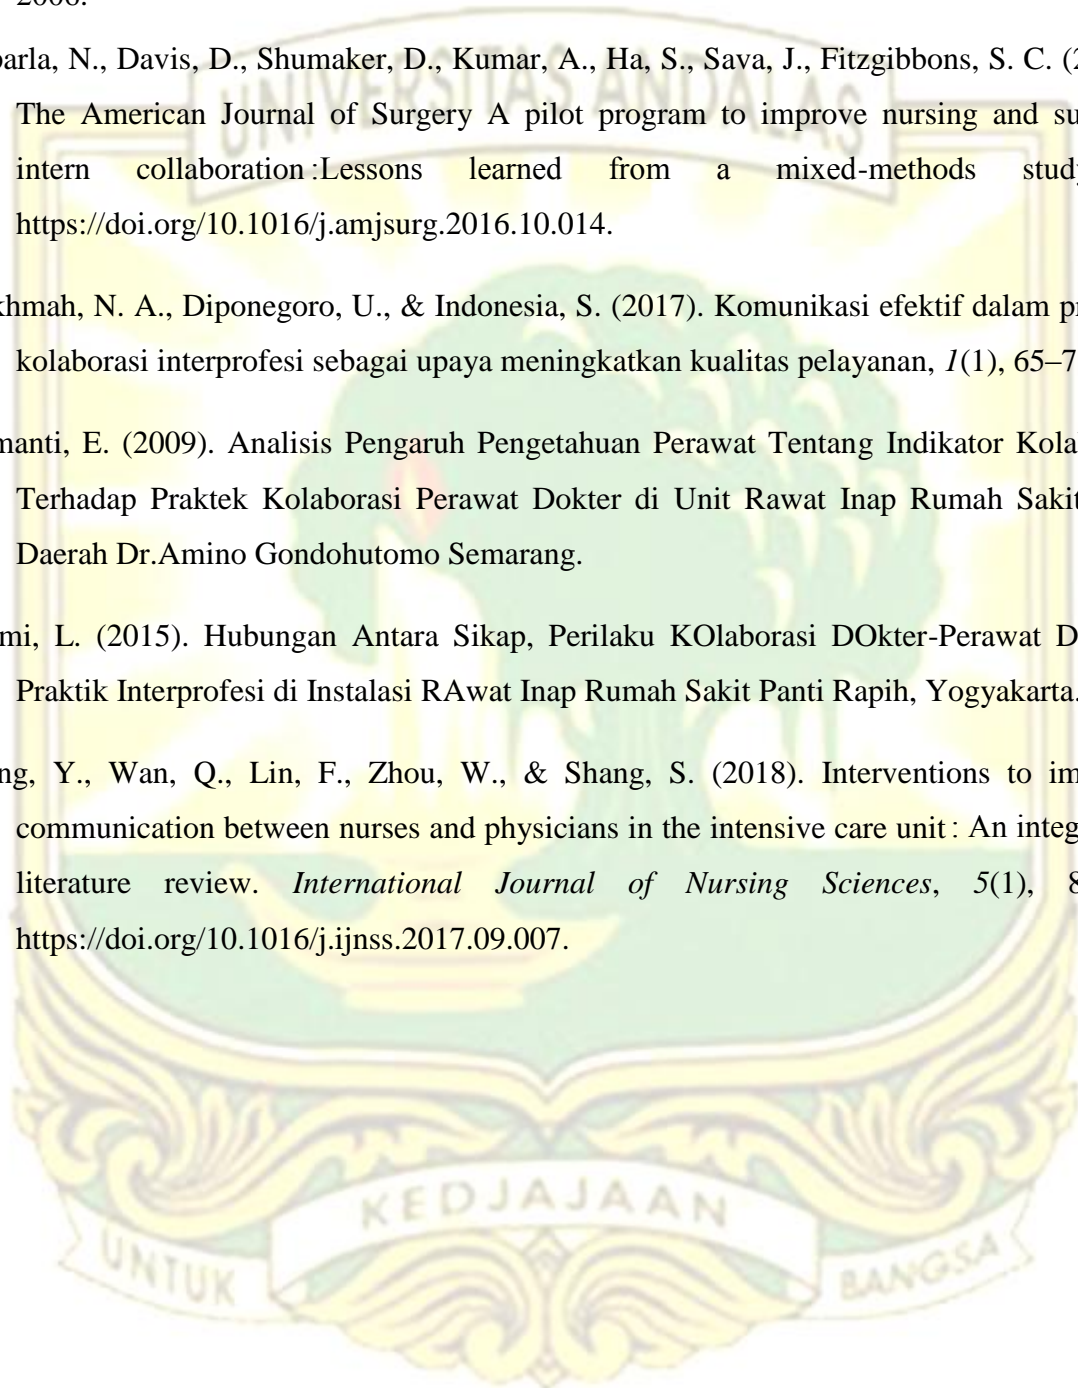 2006.
UNIVERSITAS ANDALAS
parla, N., Davis, D., Shumaker, D., Kumar, A., Ha, S., Sava, J., Fitzgibbons, S. C. (2
The American Journal of Surgery A pilot program to improve nursing and su
intern collaboration :Lessons learned from a mixed-methods study
https://doi.org/10.1016/j.amjsurg.2016.10.014.
khmah, N. A., Diponegoro, U., & Indonesia, S. (2017). Komunikasi efektif dalam pr
kolaborasi interprofesi sebagai upaya meningkatkan kualitas pelayanan, 1(1), 65–7
manti, E. (2009). Analisis Pengaruh Pengetahuan Perawat Tentang Indikator Kola
Terhadap Praktek Kolaborasi Perawat Dokter di Unit Rawat Inap Rumah Sakit
Daerah Dr.Amino Gondohutomo Semarang.
mi, L. (2015). Hubungan Antara Sikap, Perilaku KOlaborasi DOkter-Perawat D
Praktik Interprofesi di Instalasi RAwat Inap Rumah Sakit Panti Rapih, Yogyakarta.
ng, Y., Wan, Q., Lin, F., Zhou, W., & Shang, S. (2018). Interventions to im
communication between nurses and physicians in the intensive care unit : An integ
literature review. International Journal of Nursing Sciences, 5(1), 8
https://doi.org/10.1016/j.ijnss.2017.09.007.
UNTUK KEDJAJAAN BANGSA